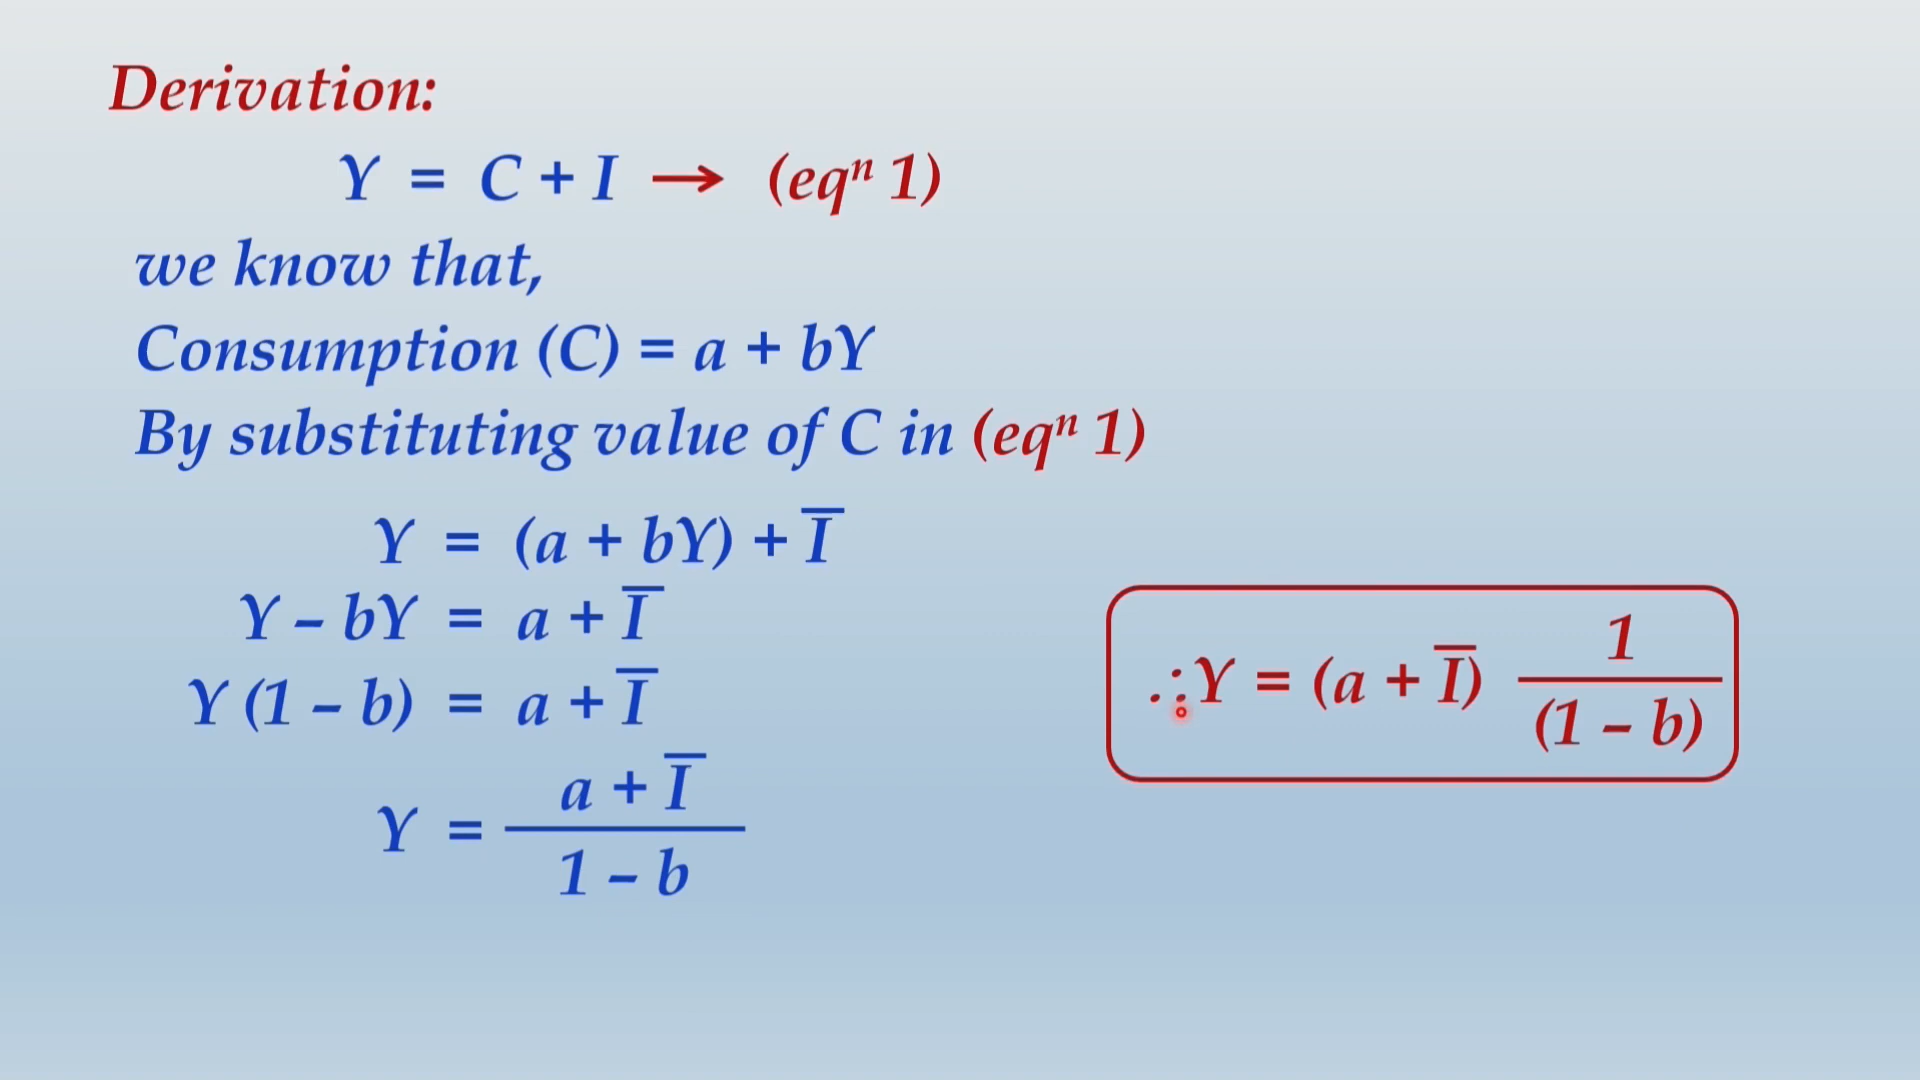 Derivation:
Y = C + I → (eqⁿ 1)
we know that,
Consumption (C) = a + bY
By substituting value of C in (eqⁿ 1)
Y = (a + bY) + I̅
Y – bY = a + I̅
Y (1 – b) = a + I̅
Y = a + I̅ / 1 – b
∴ Y = (a + I̅) 1 / (1 – b)